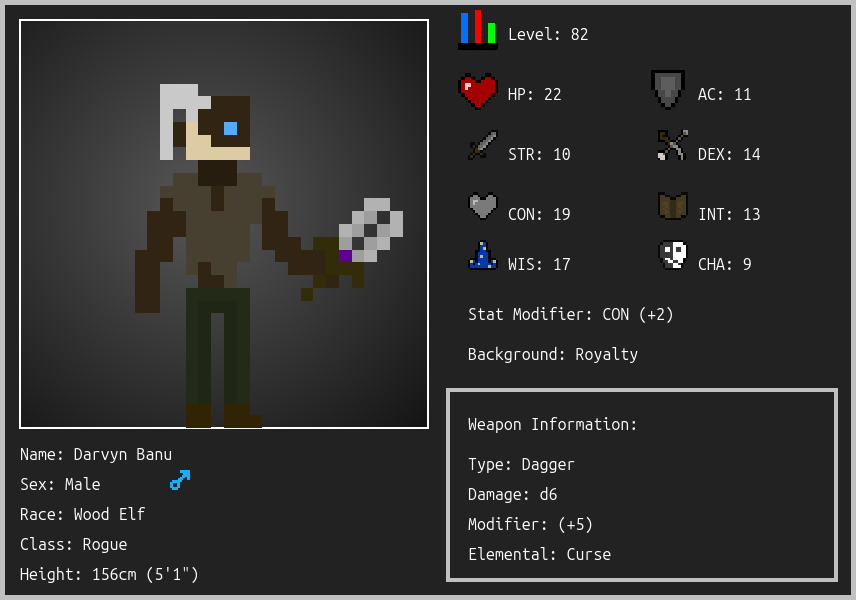 Level: 82
HP: 22
AC: 11
STR: 10
DEX: 14
CON: 19
INT: 13
WIS: 17
CHA: 9
Stat Modifier: CON (+2)
Background: Royalty
Weapon Information:
Type: Dagger
Damage: d6
Modifier: (+5)
Elemental: Curse
Name: Darvyn Banu
Sex: Male
Race: Wood Elf
Class: Rogue
Height: 156cm (5'1")